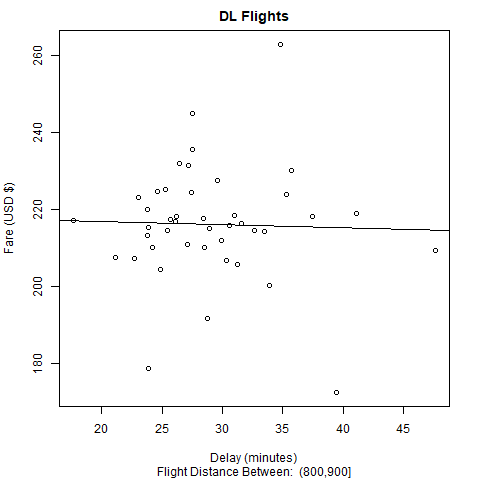 DL Flights
Fare (USD $)
260
240
220
200
180
20 25 30 35 40 45
Delay (minutes)
Flight Distance Between: (800,900]